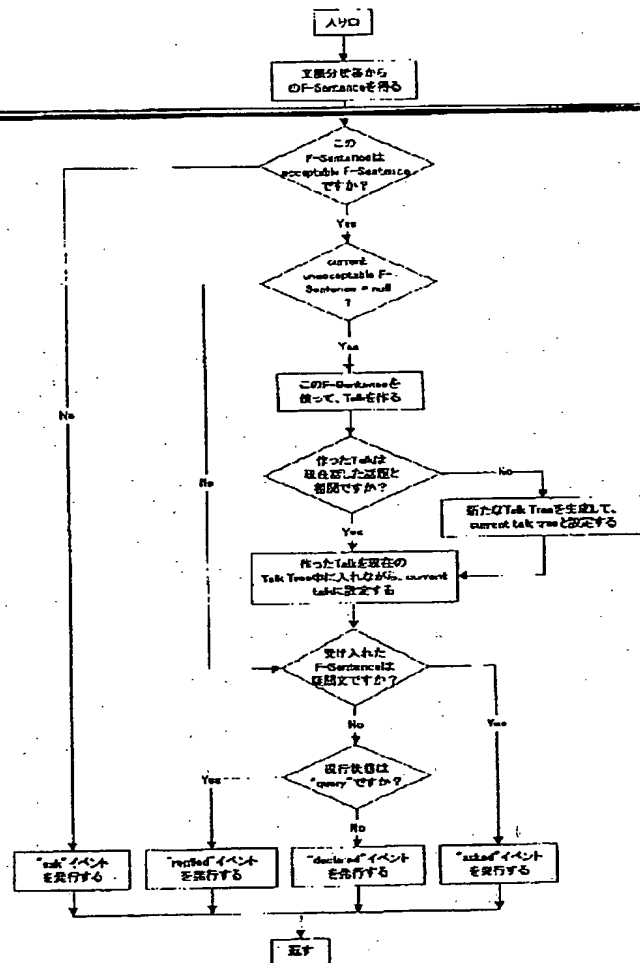 入り口
文脈分析器から
のF-Sentenceを得る
この
F-Sentenceは
acceptable F-Sentence
ですか？
Yes
No
current
unacceptable F-
Sentence = null
？
Yes
No
このF-Sentenceを
使って、Talkを作る
作ったTalkは
現在話した話題と
相関ですか？
No
Yes
新たなTalk Treeを生成して、
current talk treeと設定する
作ったTalkを現在の
Talk Tree中に入れながら、current
talkに設定する
受け入れた
F-Sentenceは
疑問文ですか？
Yes
No
現行状態は
"query"ですか？
Yes
No
"ask"イベント
を発行する
"replied"イベント
を発行する
"declared"イベント
を発行する
"asked"イベント
を発行する